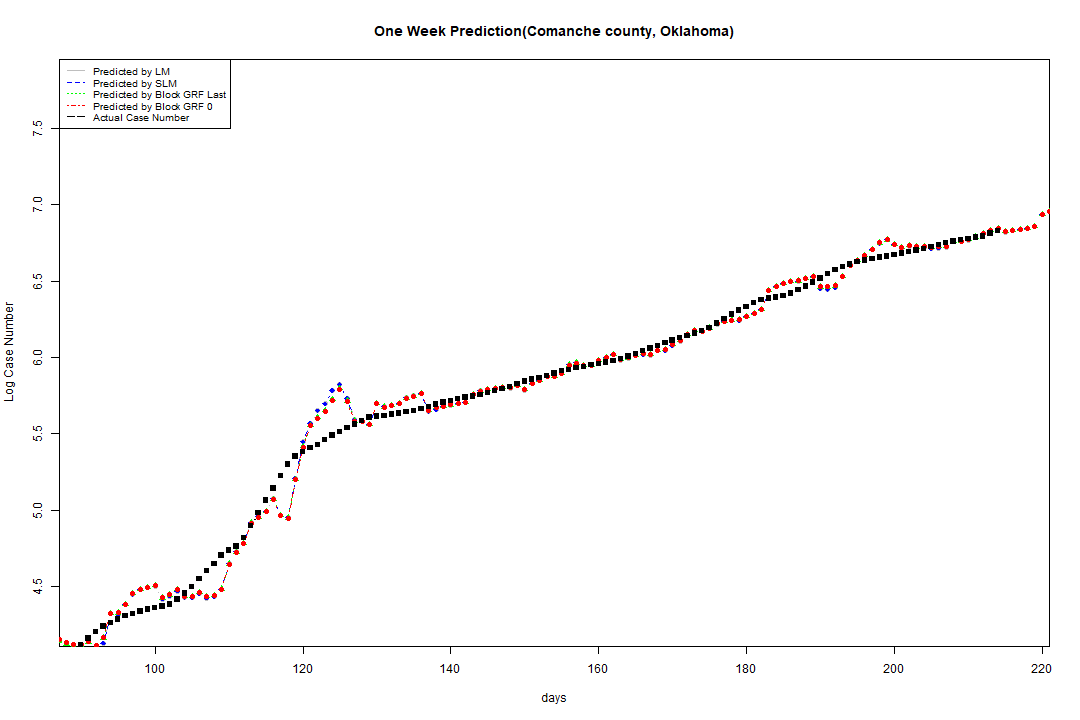 One Week Prediction(Comanche county, Oklahoma)
Predicted by LM
Predicted by SLM
Predicted by Block GRF Last
Predicted by Block GRF 0
Actual Case Number
7.5
7.0
6.5
6.0
5.5
5.0
4.5
Log Case Number
100 120 140 160 180 200 220
days